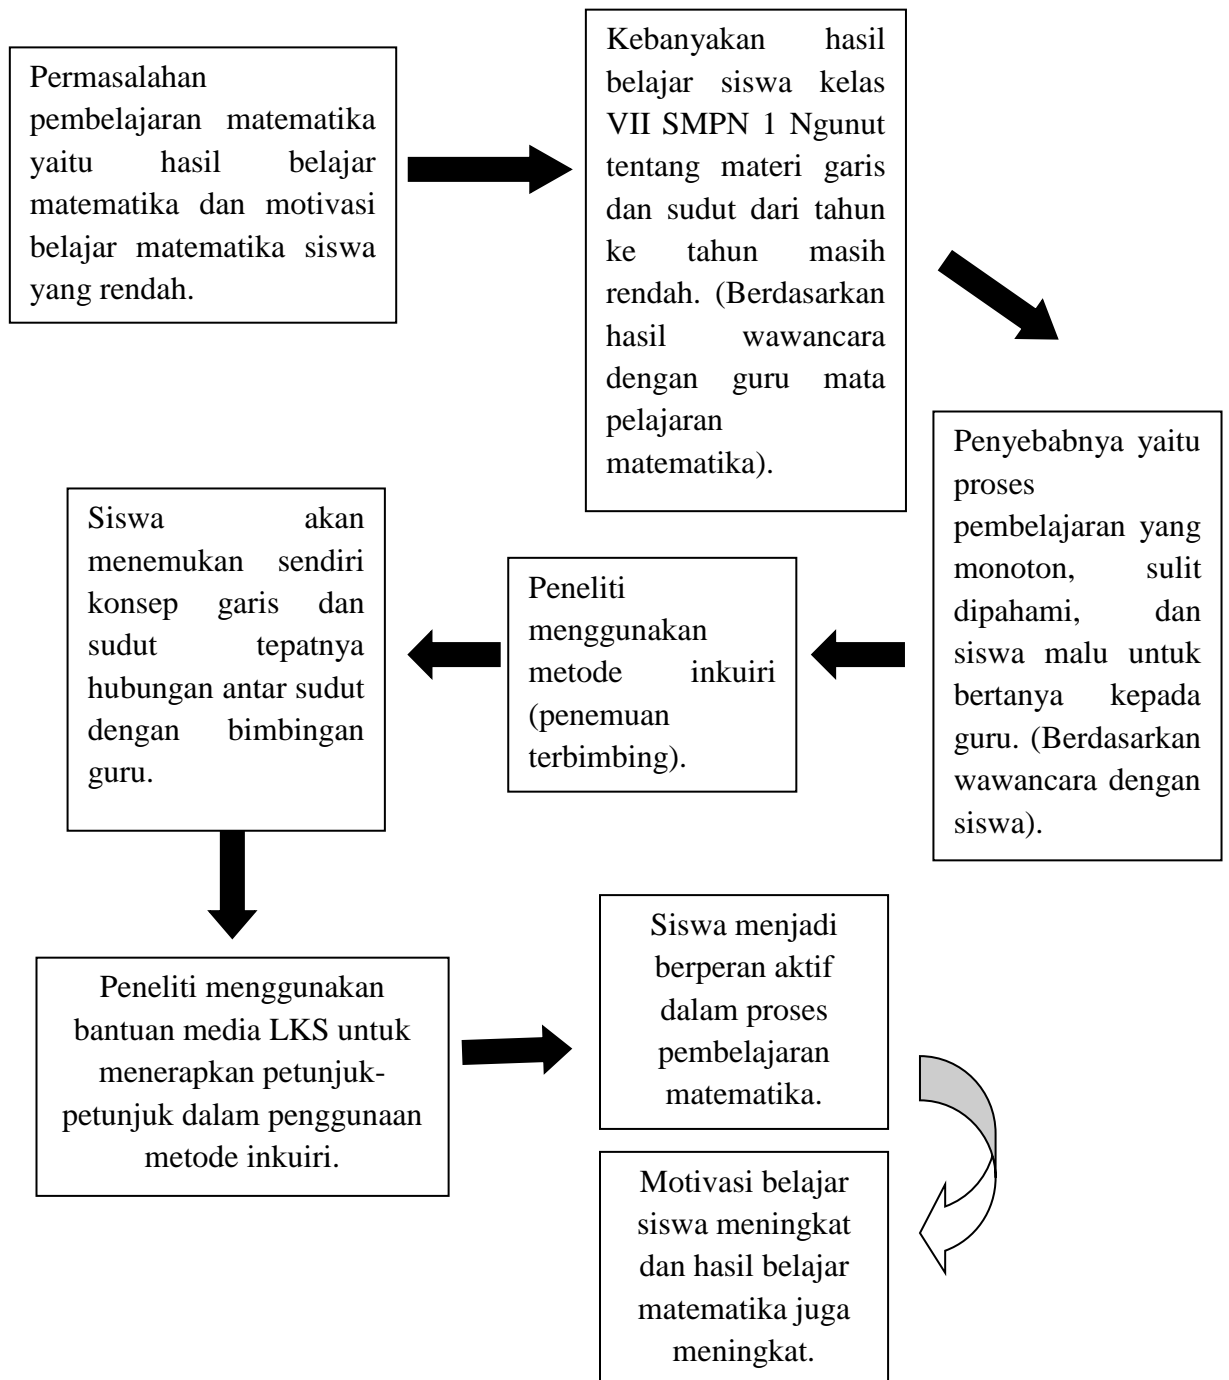 Permasalahan
pembelajaran matematika
yaitu hasil belajar
matematika dan motivasi
belajar matematika siswa
yang rendah.
Kebanyakan hasil
belajar siswa kelas
VII SMPN 1 Ngunut
tentang materi garis
dan sudut dari tahun
ke tahun masih
rendah. (Berdasarkan
hasil wawancara
dengan guru mata
pelajaran
matematika).
Penyebabnya yaitu
proses
pembelajaran yang
monoton, sulit
dipahami, dan
siswa malu untuk
bertanya kepada
guru. (Berdasarkan
wawancara dengan
siswa).
Peneliti
menggunakan
metode inkuiri
(penemuan
terbimbing).
Siswa akan
menemukan sendiri
konsep garis dan
sudut tepatnya
hubungan antar sudut
dengan bimbingan
guru.
Peneliti menggunakan
bantuan media LKS untuk
menerapkan petunjuk-
petunjuk dalam penggunaan
metode inkuiri.
Siswa menjadi
berperan aktif
dalam proses
pembelajaran
matematika.
Motivasi belajar
siswa meningkat
dan hasil belajar
matematika juga
meningkat.